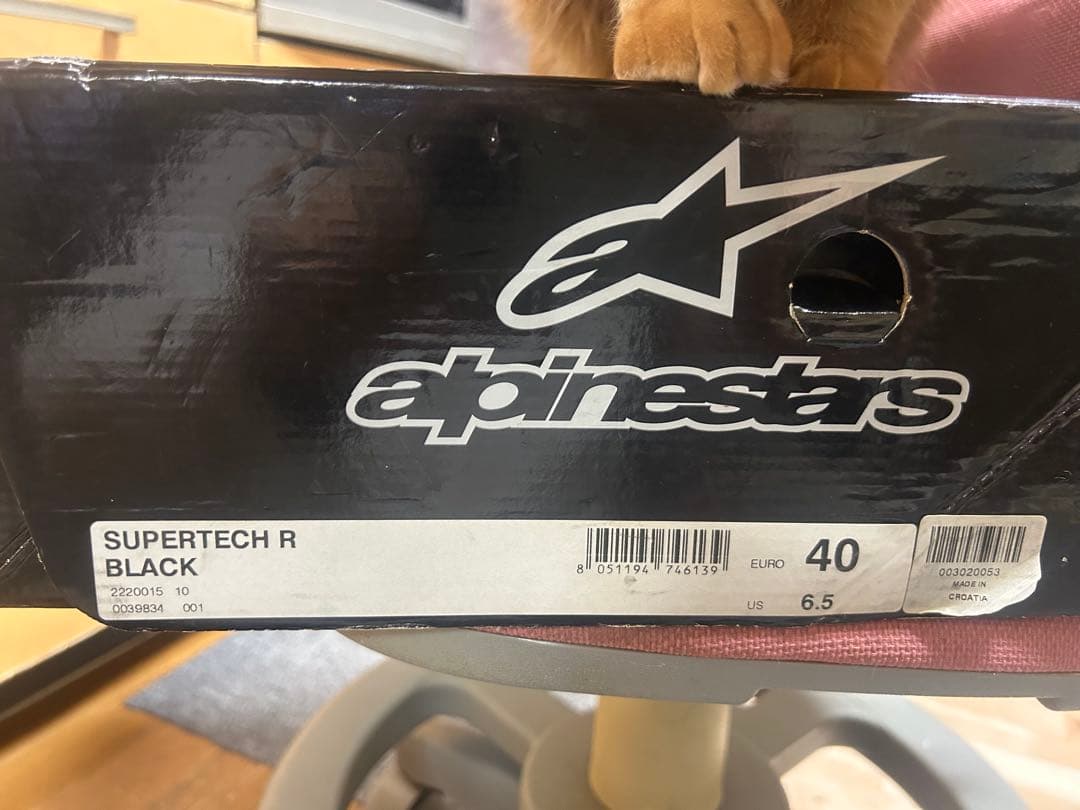 alpinestars
SUPERTECH R
BLACK
2220015 10
0039834 001
8 051194 746139
EURO 40
US 6.5
003020053
MADE IN
CROATIA